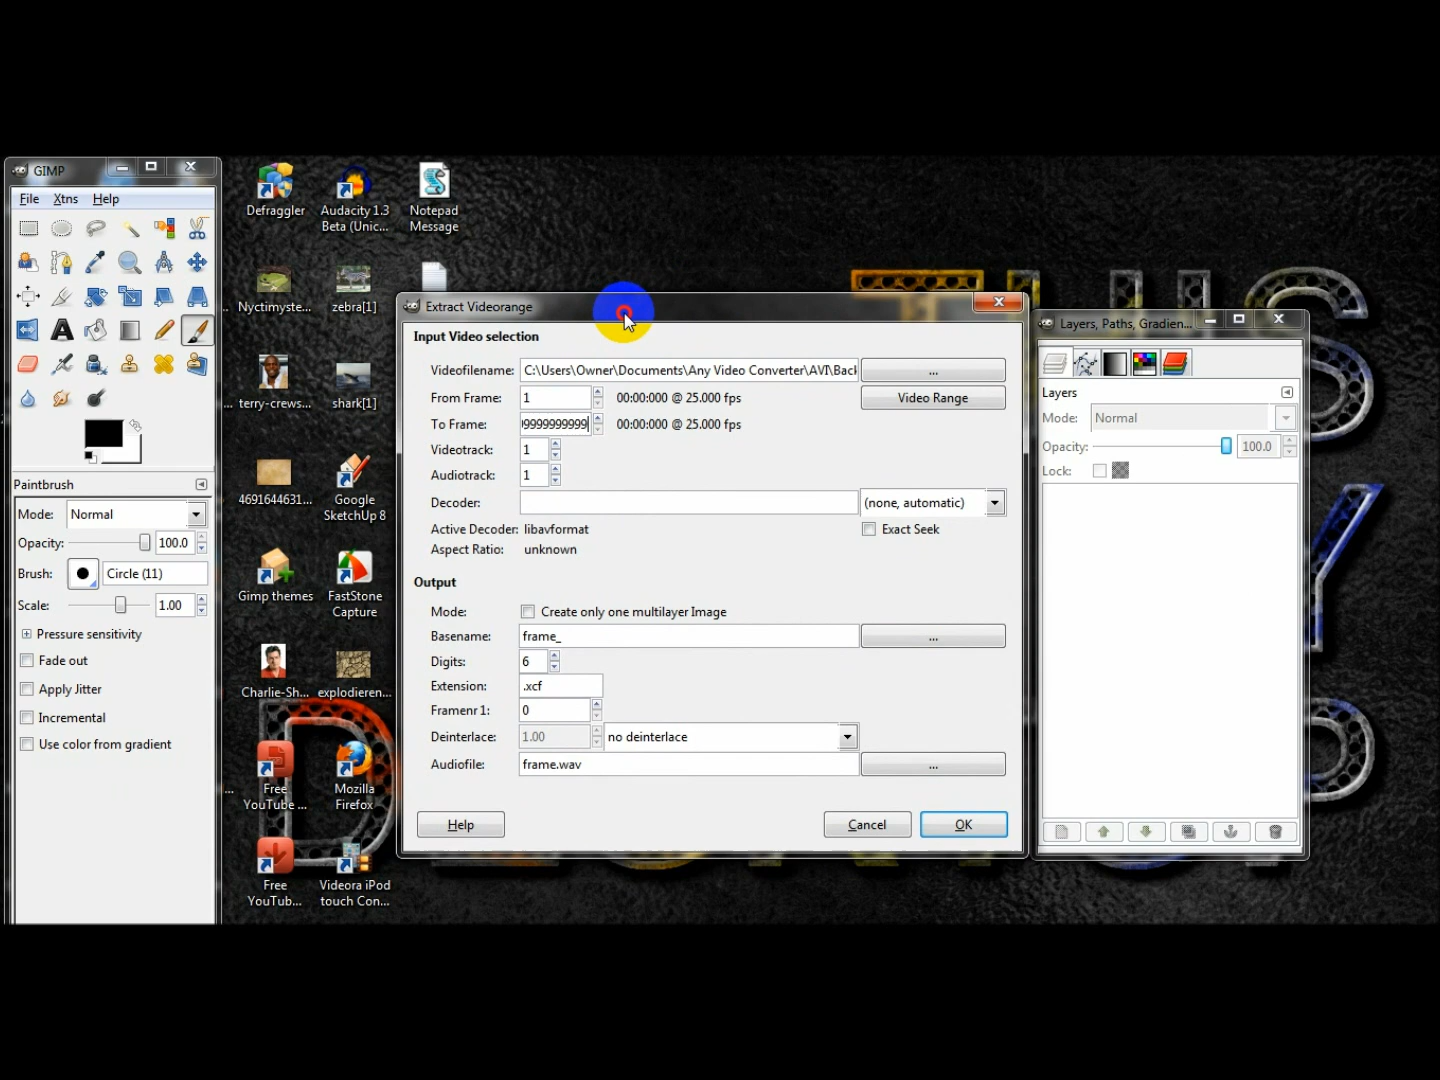 GIMP
File Xtns Help
Defraggler
Audacity 1.3
Beta (Unic...
Notepad
Message
Nyctimyste...
zebra[1]
terry-crews...
shark[1]
4691644631...
Google
SketchUp 8
Gimp themes
FastStone
Capture
Charlie-Sh...
explodieren...
Free
YouTube ...
Mozilla
Firefox
Free
YouTub...
Videora iPod
touch Con...
Paintbrush
Mode: Normal
Opacity: 100.0
Brush: Circle (11)
Scale: 1.00
Pressure sensitivity
Fade out
Apply Jitter
Incremental
Use color from gradient
Extract Videorange
Input Video selection
Videofilename: C:\Users\Owner\Documents\Any Video Converter\AVI\Back ...
From Frame: 1 00:00:000 @ 25.000 fps Video Range
To Frame: 99999999999 00:00:000 @ 25.000 fps
Videotrack: 1
Audiotrack: 1
Decoder: (none, automatic)
Active Decoder: libavformat Exact Seek
Aspect Ratio: unknown
Output
Mode: Create only one multilayer Image
Basename: frame_ ...
Digits: 6
Extension: .xcf
Framenr 1: 0
Deinterlace: 1.00 no deinterlace
Audiofile: frame.wav ...
Help Cancel OK
Layers, Paths, Gradien...
Layers
Mode: Normal
Opacity: 100.0
Lock: